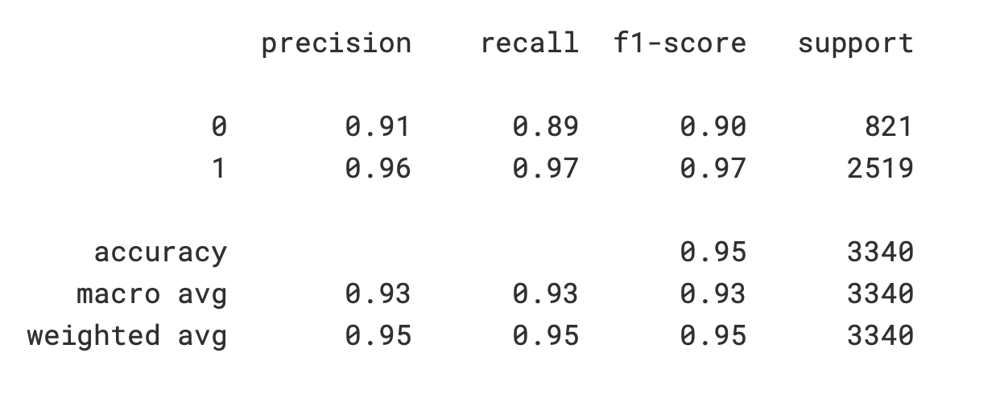 precision recall f1-score support
0 0.91 0.89 0.90 821
1 0.96 0.97 0.97 2519
accuracy 0.95 3340
macro avg 0.93 0.93 0.93 3340
weighted avg 0.95 0.95 0.95 3340